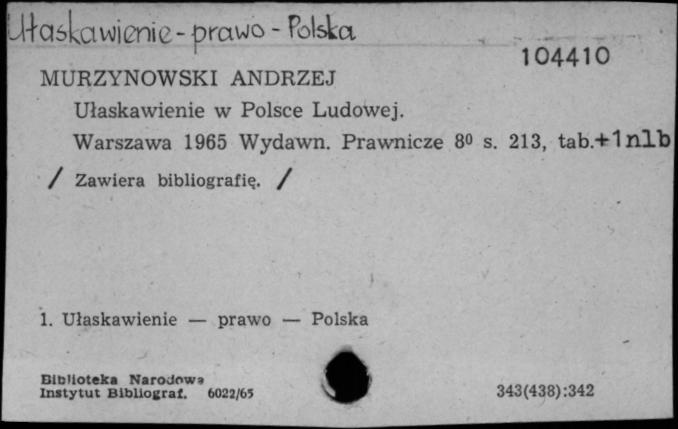 Ułaskawienie - prawo - Polska
104410
MURZYNOWSKI ANDRZEJ
Ułaskawienie w Polsce Ludowej.
Warszawa 1965 Wydawn. Prawnicze 8⁰ s. 213, tab.+1nlb
/ Zawiera bibliografię. /
1. Ułaskawienie — prawo — Polska
Biblioteka Narodowa
Instytut Bibliograf. 6022/65
343(438):342